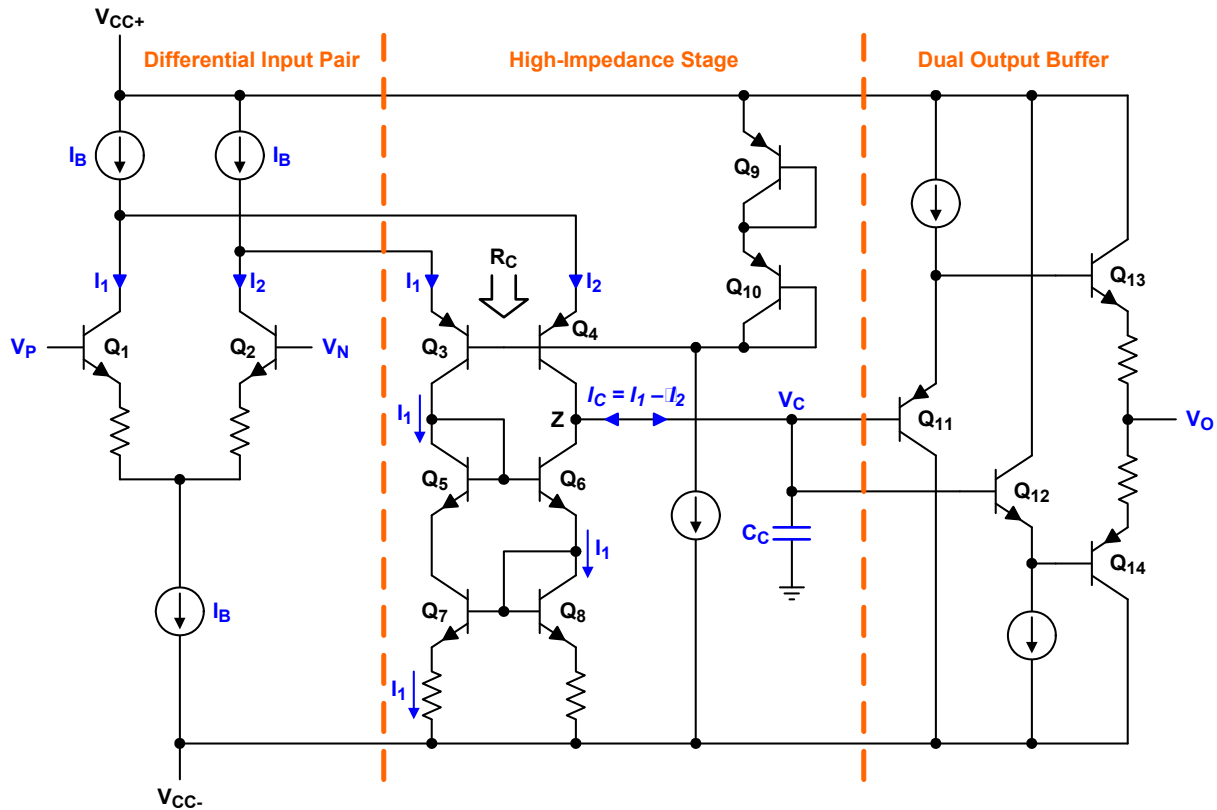 VCC+
Differential Input Pair
High-Impedance Stage
Dual Output Buffer
IB
IB
Q9
I1
I2
I1
RC
I2
Q10
Q13
VP
Q1
Q2
VN
Q3
Q4
I1
Z
IC = I1 – I2
VC
Q11
VO
Q5
Q6
Q12
CC
I1
Q14
IB
Q7
Q8
I1
VCC-